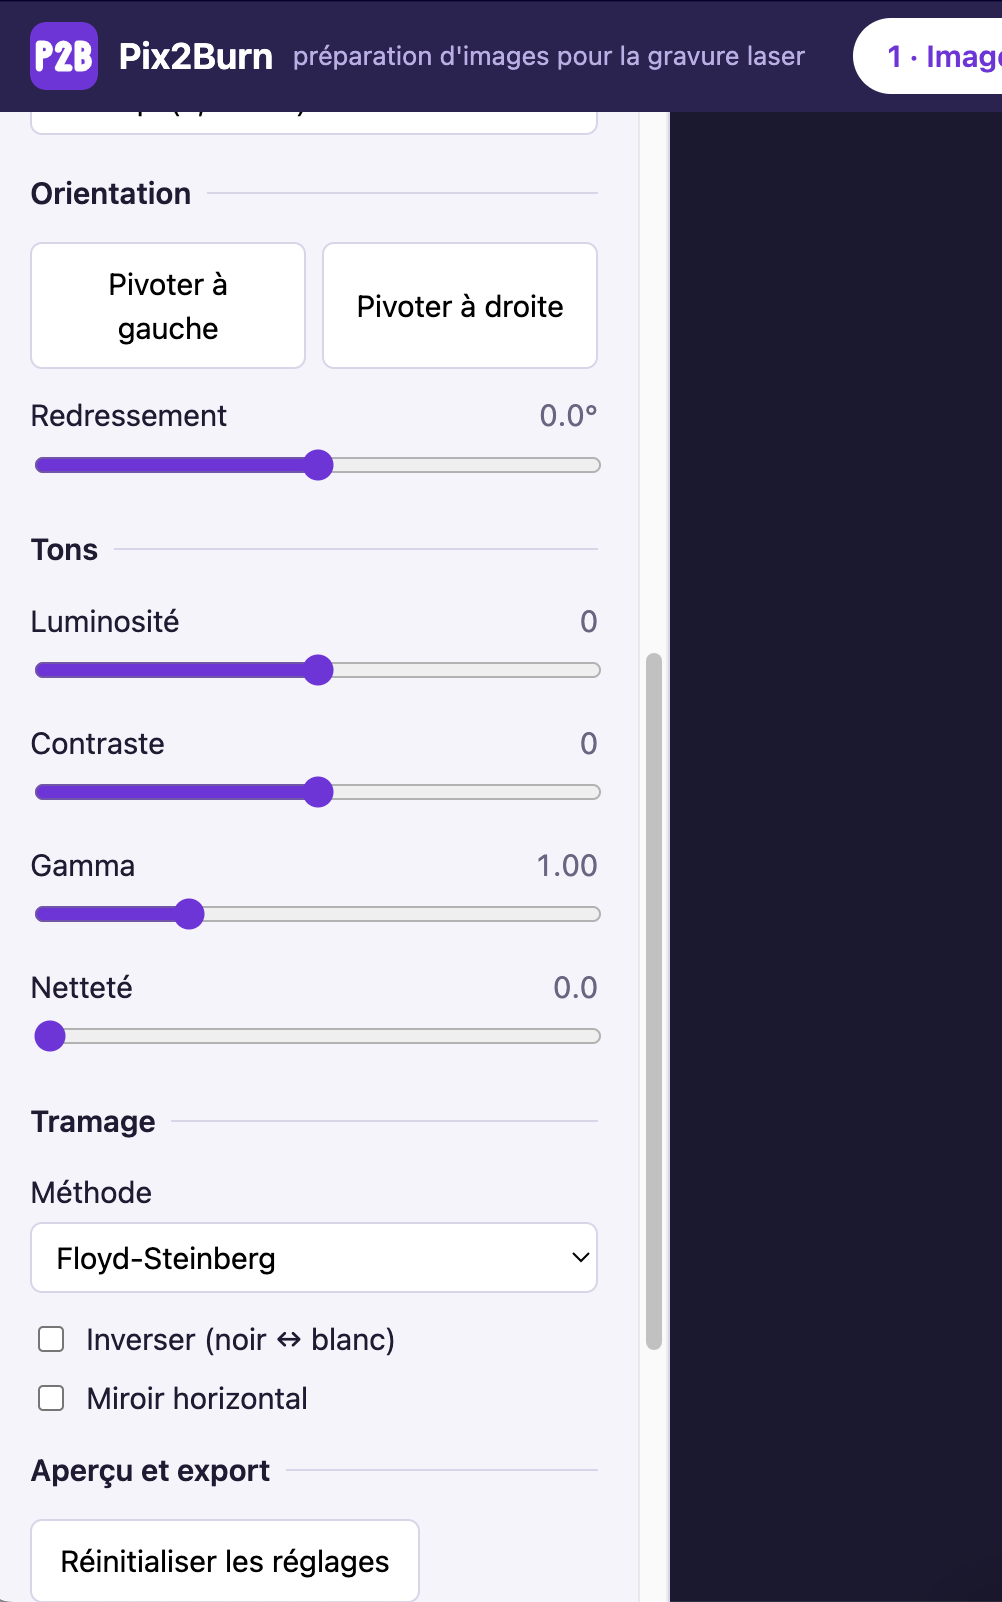 P2B Pix2Burn préparation d'images pour la gravure laser 1 · Image
Orientation
Pivoter à
gauche
Pivoter à droite
Redressement 0.0°
Tons
Luminosité 0
Contraste 0
Gamma 1.00
Netteté 0.0
Tramage
Méthode
Floyd-Steinberg
Inverser (noir ↔ blanc)
Miroir horizontal
Aperçu et export
Réinitialiser les réglages